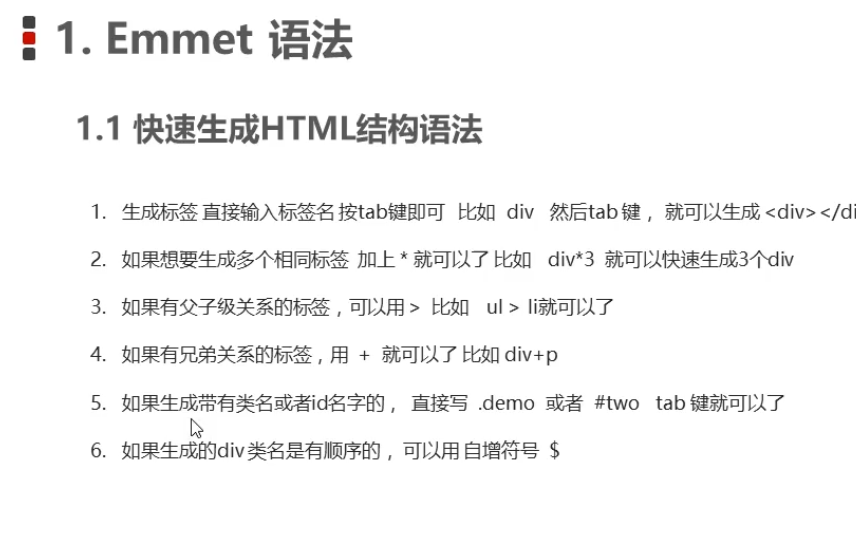 1. Emmet 语法
1.1 快速生成HTML结构语法
1. 生成标签 直接输入标签名 按tab键即可 比如 div 然后tab 键， 就可以生成 <div></di
2. 如果想要生成多个相同标签 加上 * 就可以了 比如 div*3 就可以快速生成3个div
3. 如果有父子级关系的标签，可以用 > 比如 ul > li就可以了
4. 如果有兄弟关系的标签，用 + 就可以了 比如 div+p
5. 如果生成带有类名或者id名字的， 直接写 .demo 或者 #two tab 键就可以了
6. 如果生成的div 类名是有顺序的， 可以用 自增符号 $